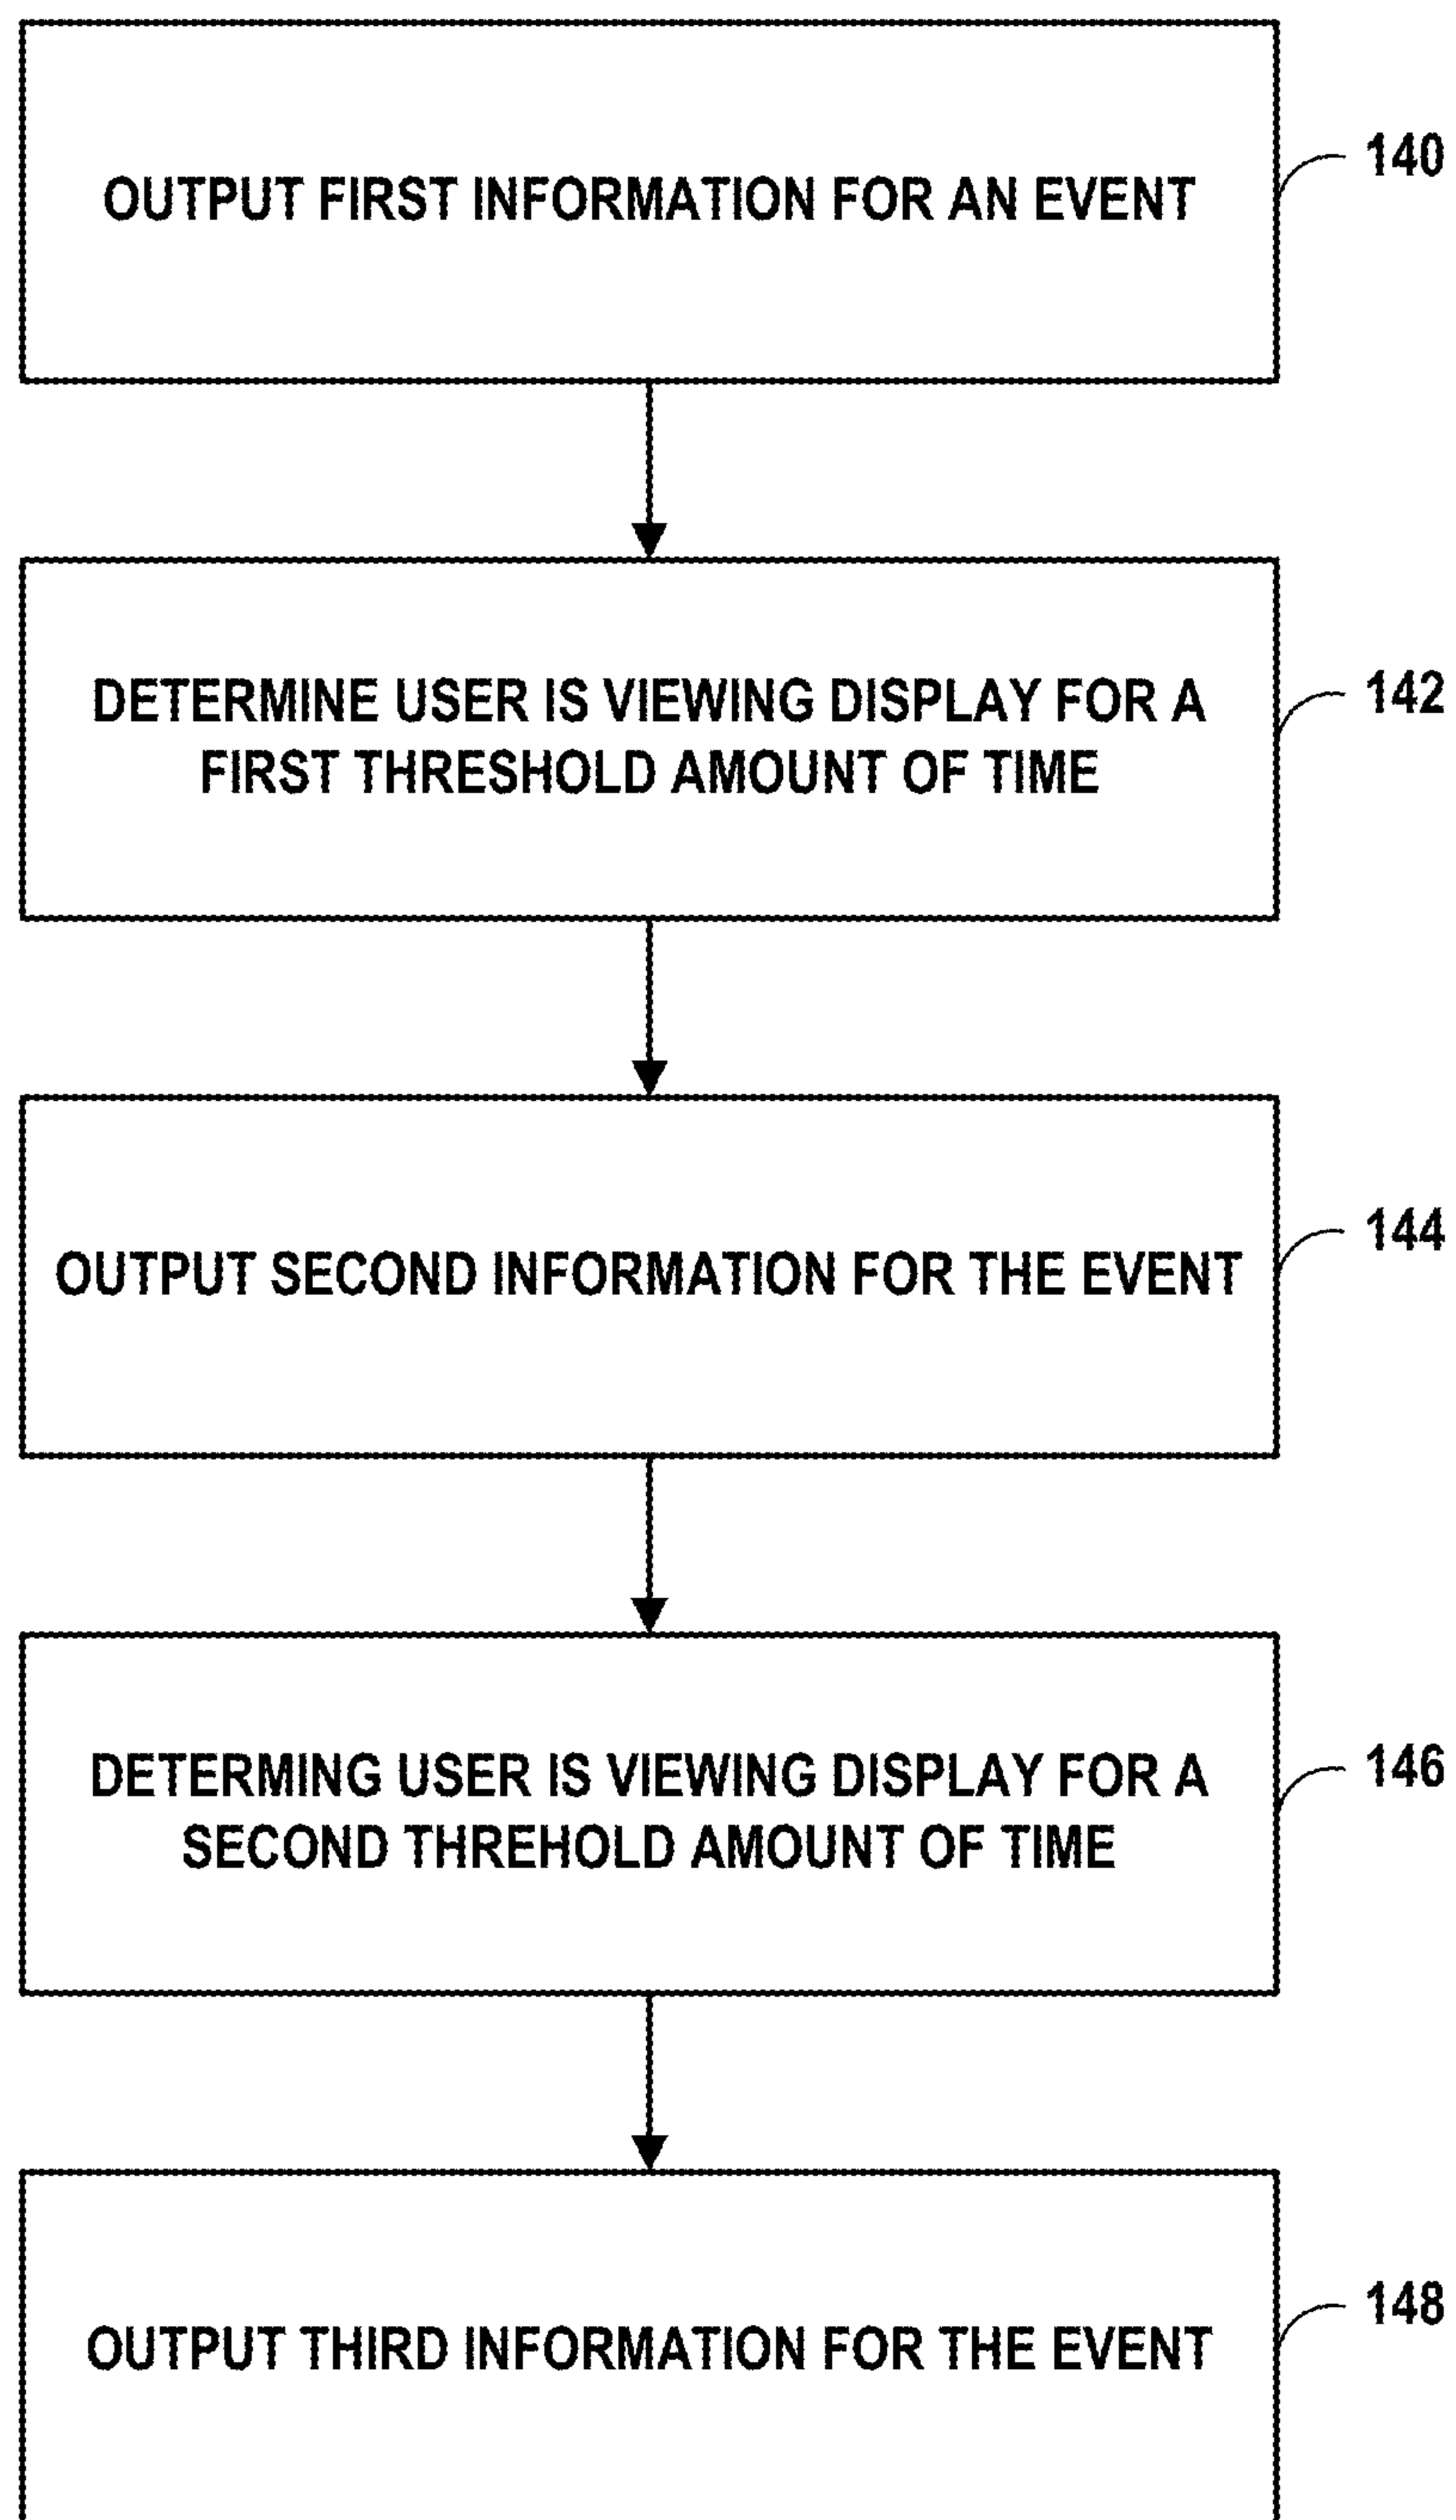 OUTPUT FIRST INFORMATION FOR AN EVENT
140
DETERMINE USER IS VIEWING DISPLAY FOR A
FIRST THRESHOLD AMOUNT OF TIME
142
OUTPUT SECOND INFORMATION FOR THE EVENT
144
DETERMING USER IS VIEWING DISPLAY FOR A
SECOND THREHOLD AMOUNT OF TIME
146
OUTPUT THIRD INFORMATION FOR THE EVENT
148